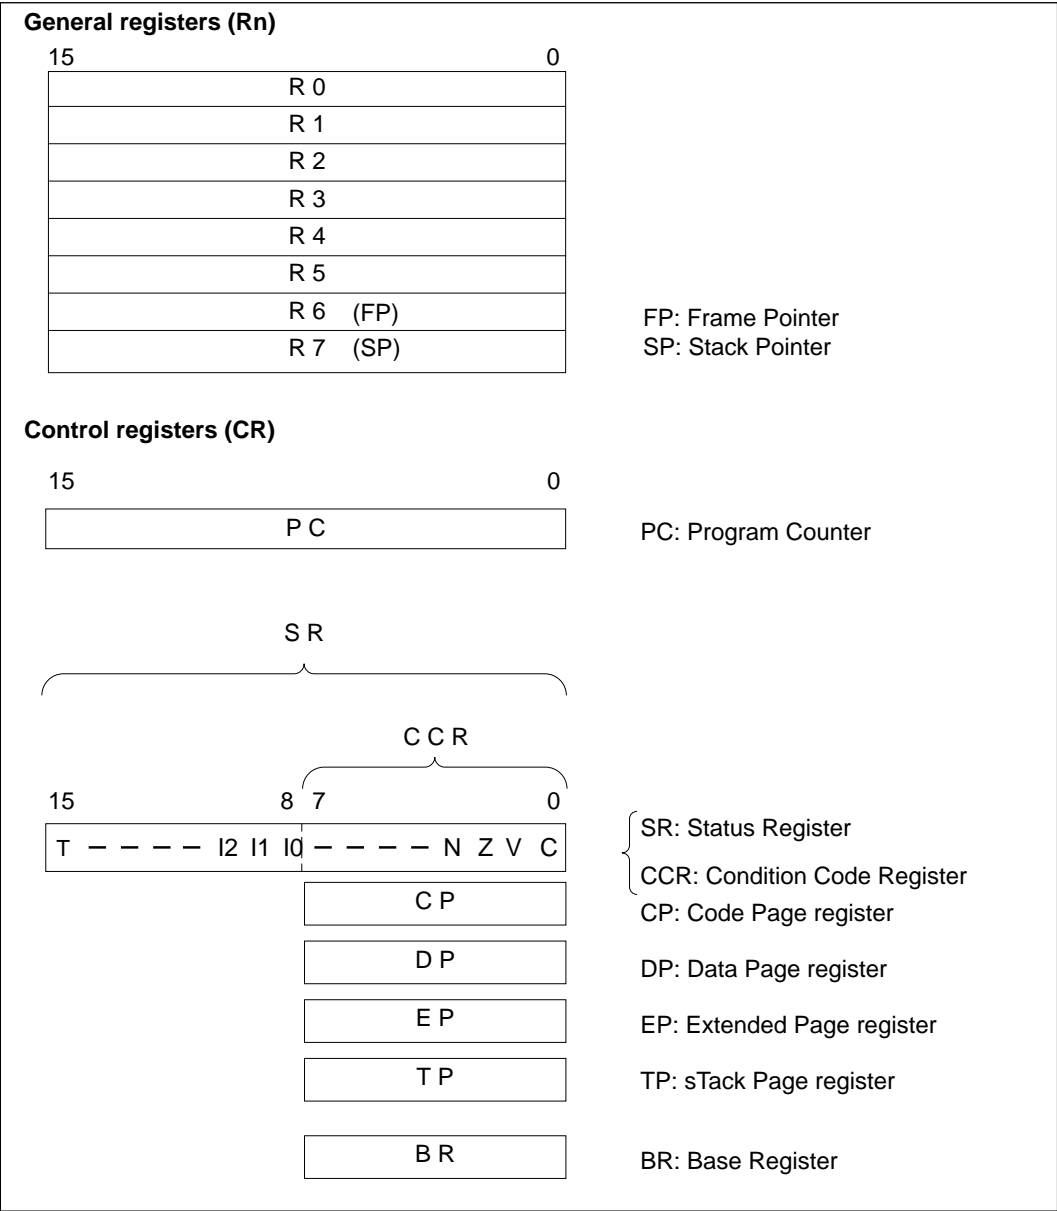 General registers (Rn)
15 0
R 0
R 1
R 2
R 3
R 4
R 5
R 6 (FP) FP: Frame Pointer
R 7 (SP) SP: Stack Pointer
Control registers (CR)
15 0
P C PC: Program Counter
S R
C C R
15 8 7 0
T — — — — I2 I1 I0 — — — — N Z V C
SR: Status Register
CCR: Condition Code Register
C P CP: Code Page register
D P DP: Data Page register
E P EP: Extended Page register
T P TP: sTack Page register
B R BR: Base Register